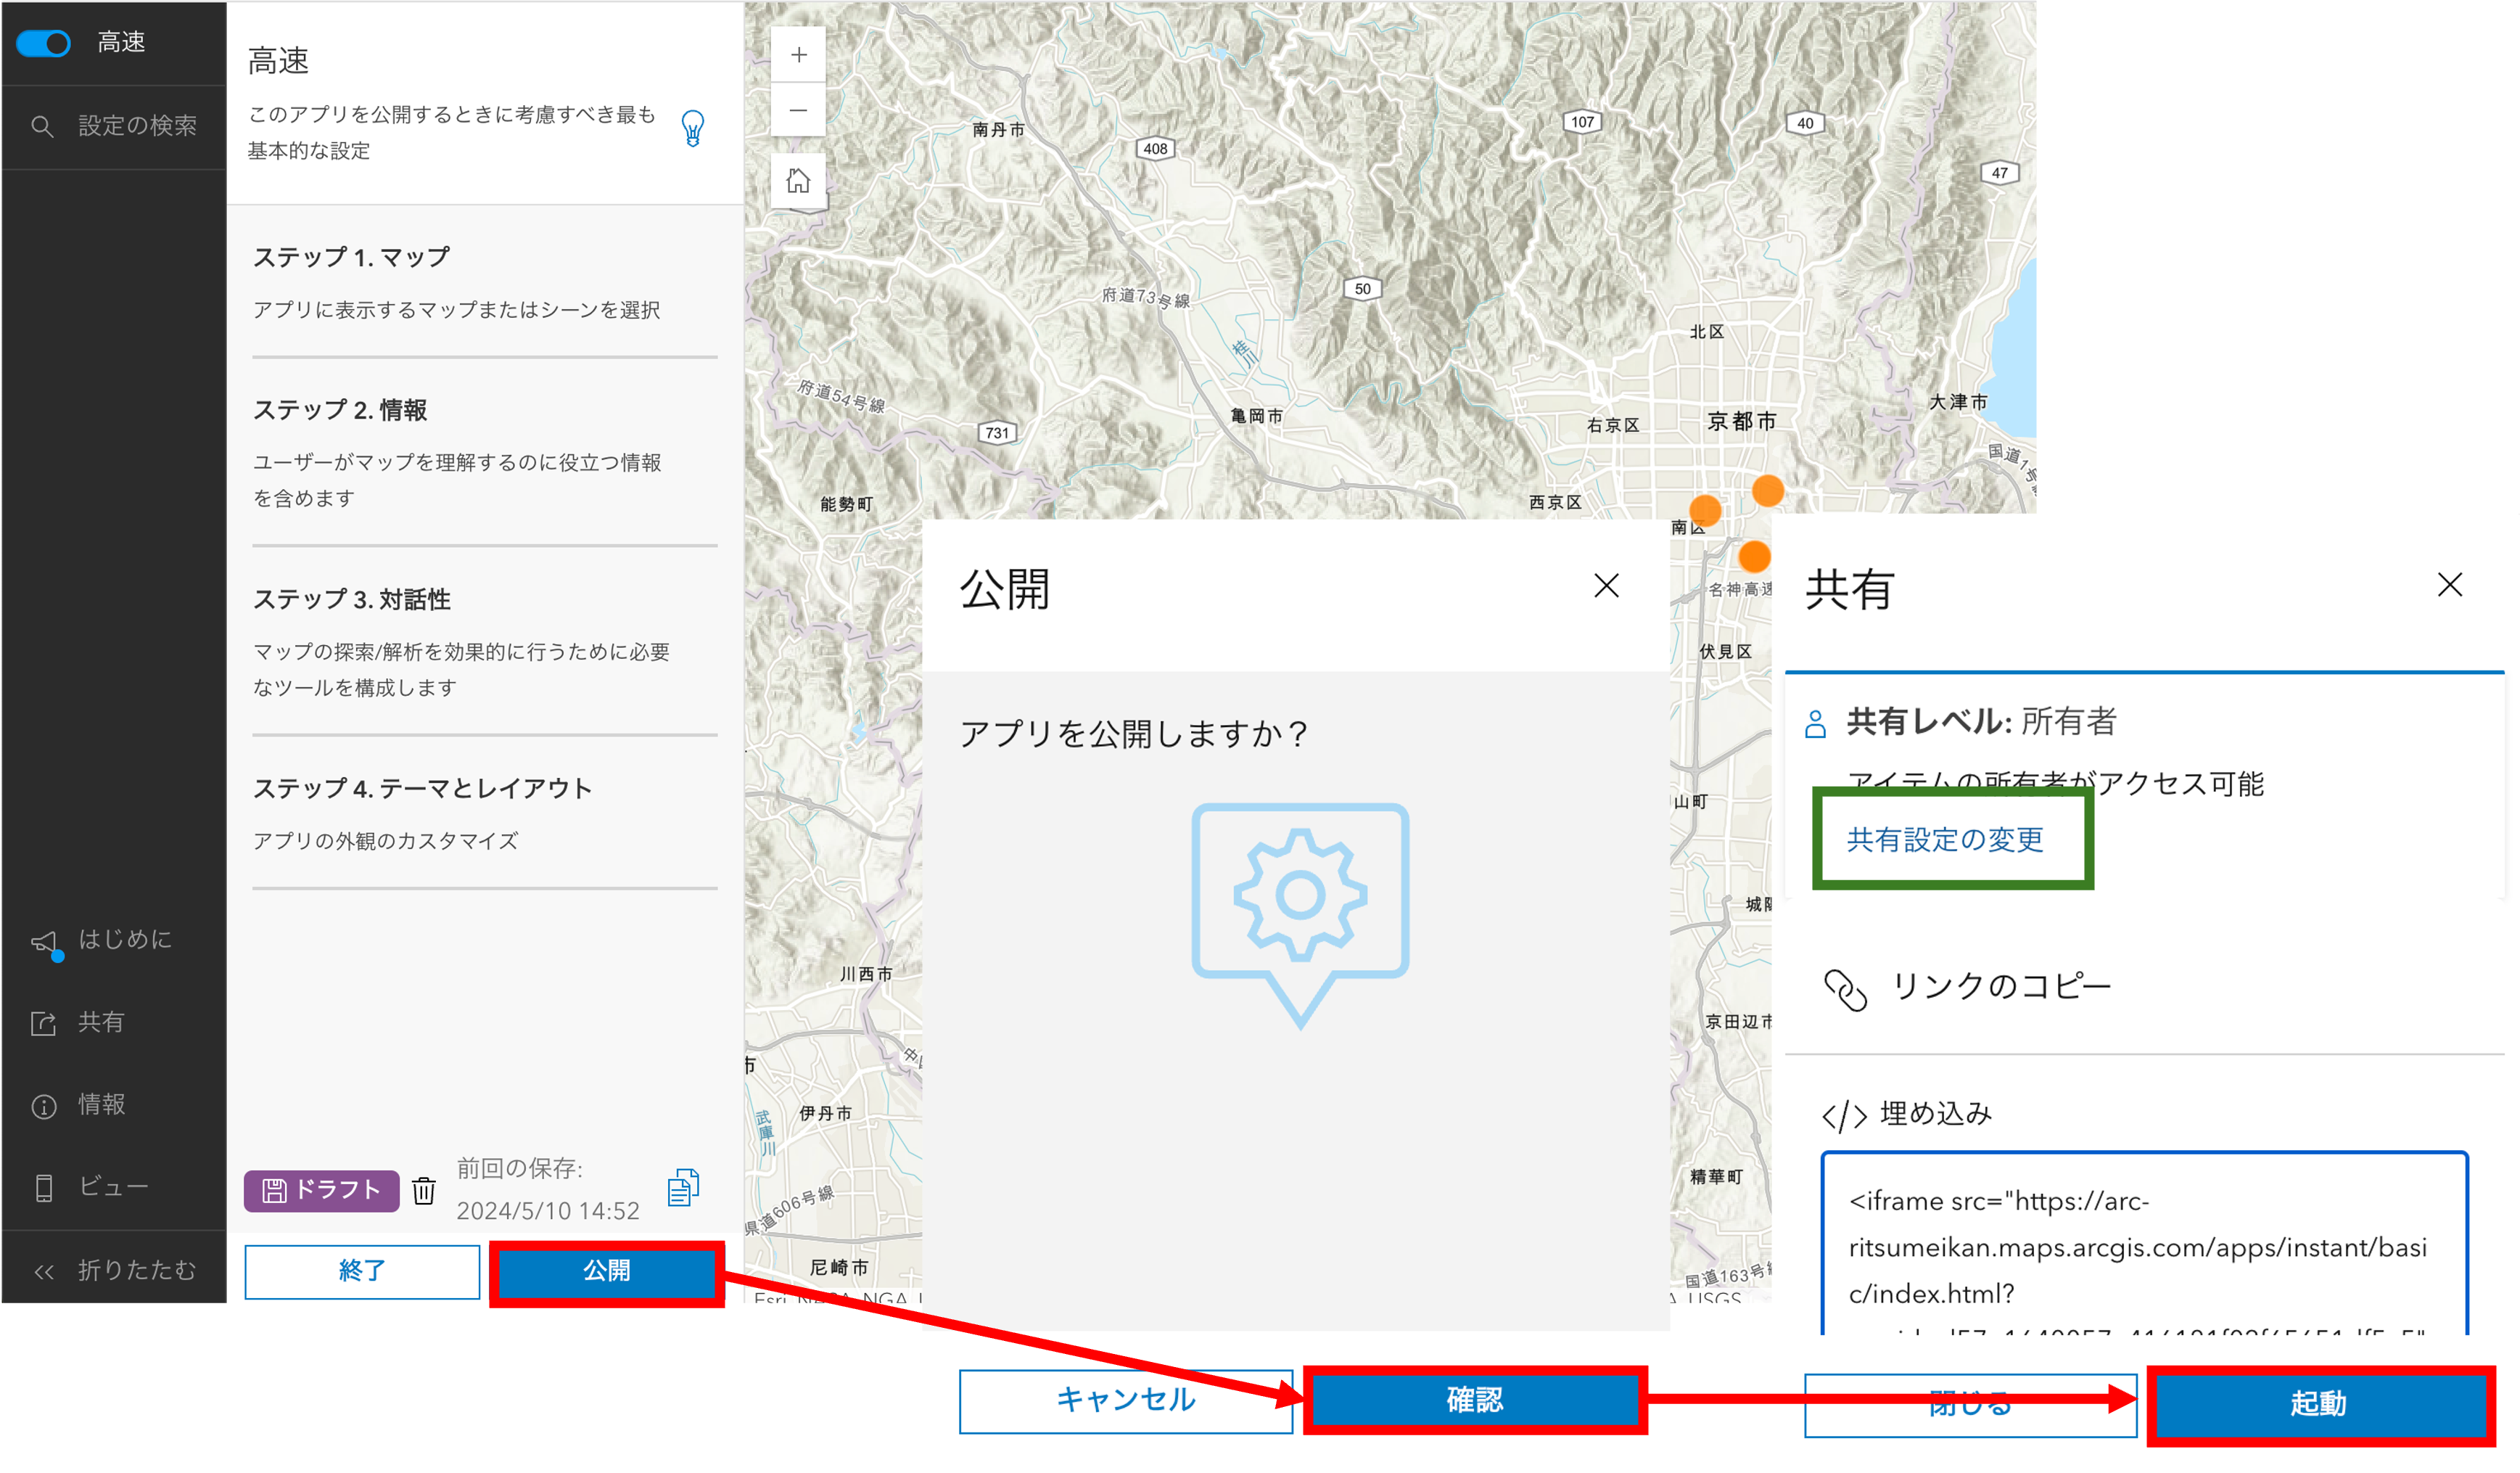 高速
設定の検索
はじめに
共有
情報
ビュー
折りたたむ
高速
このアプリを公開するときに考慮すべき最も
基本的な設定
ステップ 1. マップ
アプリに表示するマップまたはシーンを選択
ステップ 2. 情報
ユーザーがマップを理解するのに役立つ情報
を含めます
ステップ 3. 対話性
マップの探索/解析を効果的に行うために必要
なツールを構成します
ステップ 4. テーマとレイアウト
アプリの外観のカスタマイズ
ドラフト
前回の保存:
2024/5/10 14:52
終了
公開
南丹市
408
107
40
47
府道73号線
50
桂川
北区
府道54号線
亀岡市
右京区
京都市
大津市
国道1号
731
能勢町
西京区
南区
名神高速
伏見区
山町
城陽
川西市
京田辺市
市
伊丹市
武庫川
精華町
県道606号線
尼崎市
国道163号
Esri, NASA, NGA,
USGS
公開
アプリを公開しますか？
キャンセル
確認
共有
共有レベル: 所有者
アイテムの所有者がアクセス可能
共有設定の変更
リンクのコピー
</> 埋め込み
<iframe src="https://arc-
ritsumeikan.maps.arcgis.com/apps/instant/basi
c/index.html?
閉じる
起動